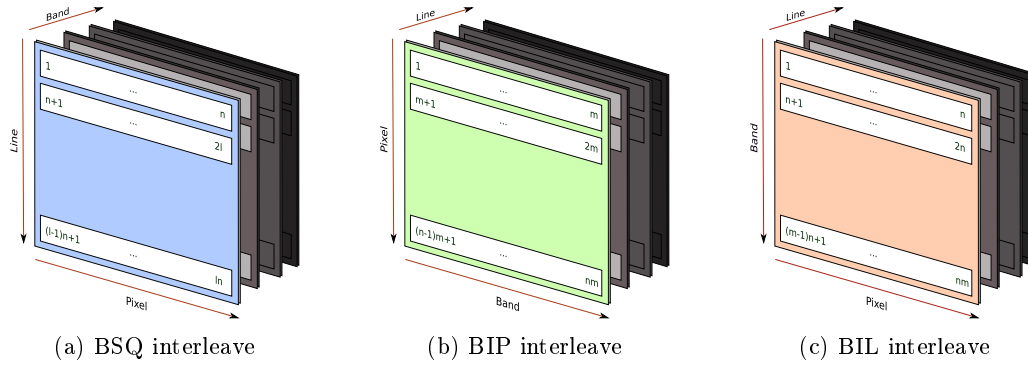 Band
1
...
n
n+1
...
2l
(l-1)n+1
...
ln
Line
Pixel
(a) BSQ interleave
Line
1
...
m
m+1
...
2m
(n-1)m+1
...
nm
Pixel
Band
(b) BIP interleave
Line
1
...
n
n+1
...
2n
(m-1)n+1
...
nm
Band
Pixel
(c) BIL interleave